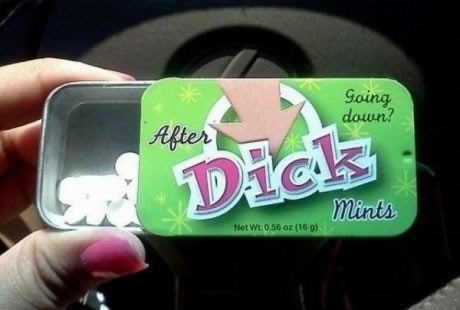 After
Dick
Mints
Going
down?
Net Wt. 0.56 oz (16 g)